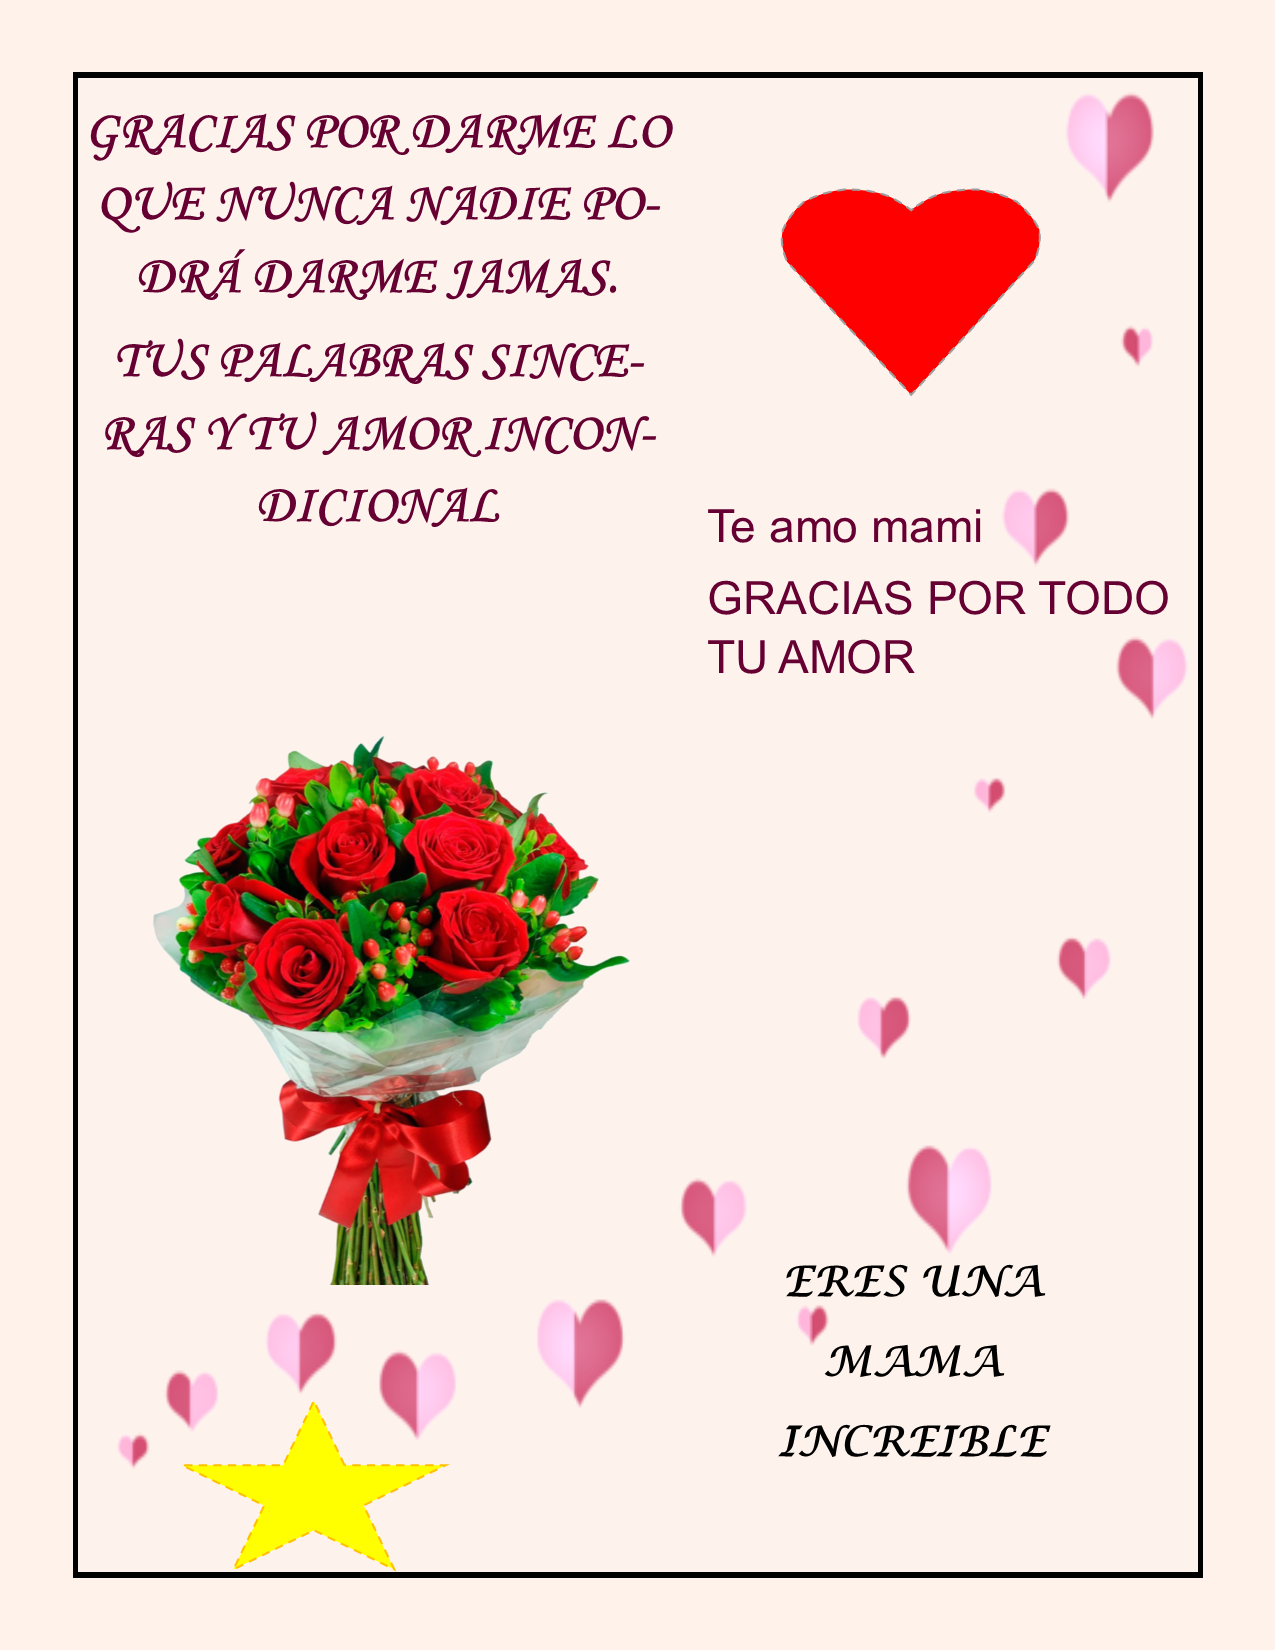 GRACIAS POR DARME LO
QUE NUNCA NADIE PO-
DRÁ DARME JAMAS.
TUS PALABRAS SINCE-
RAS Y TU AMOR INCON-
DICIONAL
Te amo mami
GRACIAS POR TODO
TU AMOR
ERES UNA
MAMA
INCREIBLE